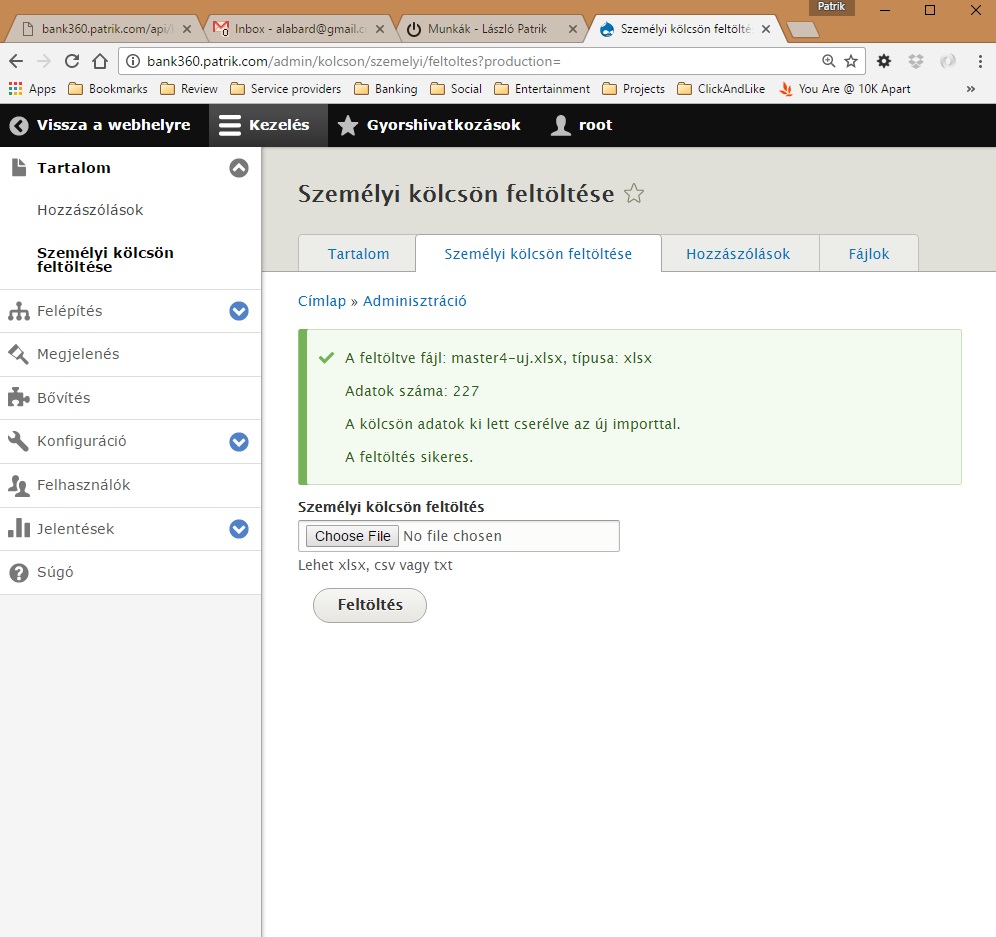 Patrik
bank360.patrik.com/api/
Inbox - alabard@gmail.c
Munkák - László Patrik
Személyi kölcsön feltölté
bank360.patrik.com/admin/kolcson/szemelyi/feltoltes?production=
Apps
Bookmarks
Review
Service providers
Banking
Social
Entertainment
Projects
ClickAndLike
You Are @ 10K Apart
»
Vissza a webhelyre
Kezelés
Gyorshivatkozások
root
Tartalom
Hozzászólások
Személyi kölcsön
feltöltése
Felépítés
Megjelenés
Bővítés
Konfiguráció
Felhasználók
Jelentések
Súgó
Személyi kölcsön feltöltése
Tartalom
Személyi kölcsön feltöltése
Hozzászólások
Fájlok
Címlap » Adminisztráció
A feltöltve fájl: master4-uj.xlsx, típusa: xlsx
Adatok száma: 227
A kölcsön adatok ki lett cserélve az új importtal.
A feltöltés sikeres.
Személyi kölcsön feltöltés
Choose File No file chosen
Lehet xlsx, csv vagy txt
Feltöltés